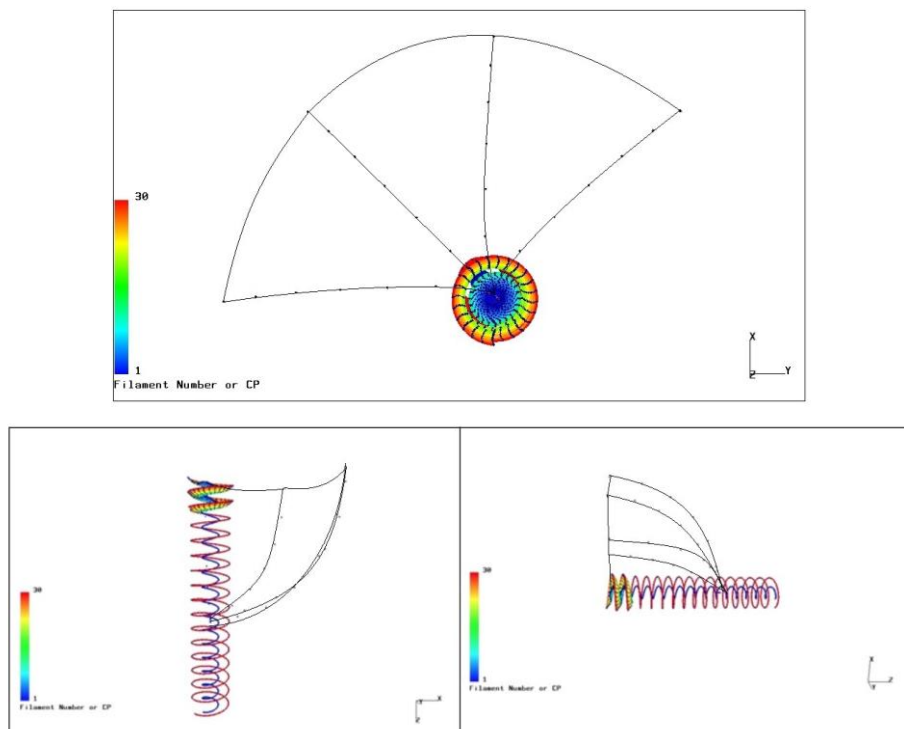 30
1
Filament Number or CP
X
Z Y
30
1
Filament Number or CP
Y X
Z
30
1
Filament Number or CP
X
Z
Y